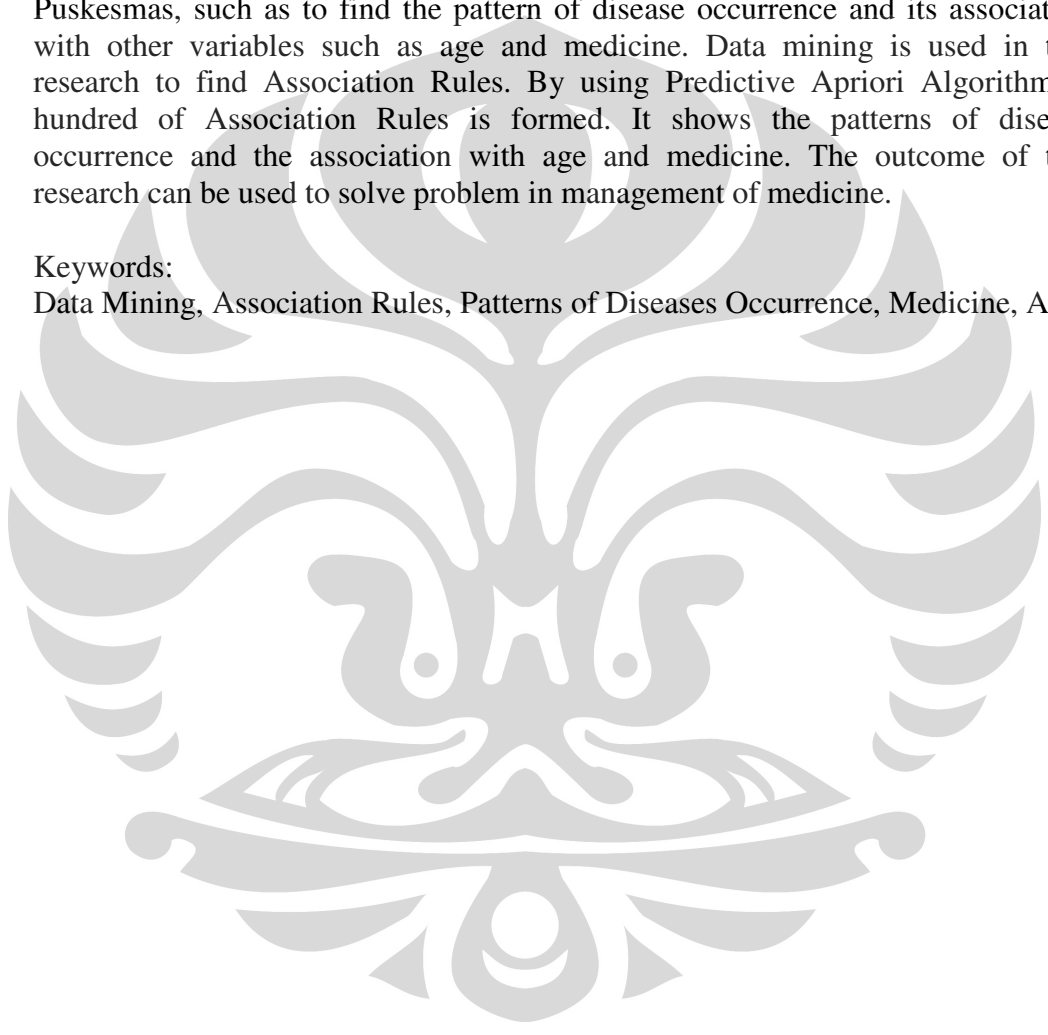 Puskesmas, such as to find the pattern of disease occurrence and its associat
with other variables such as age and medicine. Data mining is used in t
research to find Association Rules. By using Predictive Apriori Algorithm
hundred of Association Rules is formed. It shows the patterns of dise
occurrence and the association with age and medicine. The outcome of t
research can be used to solve problem in management of medicine.
Keywords:
Data Mining, Association Rules, Patterns of Diseases Occurrence, Medicine, A